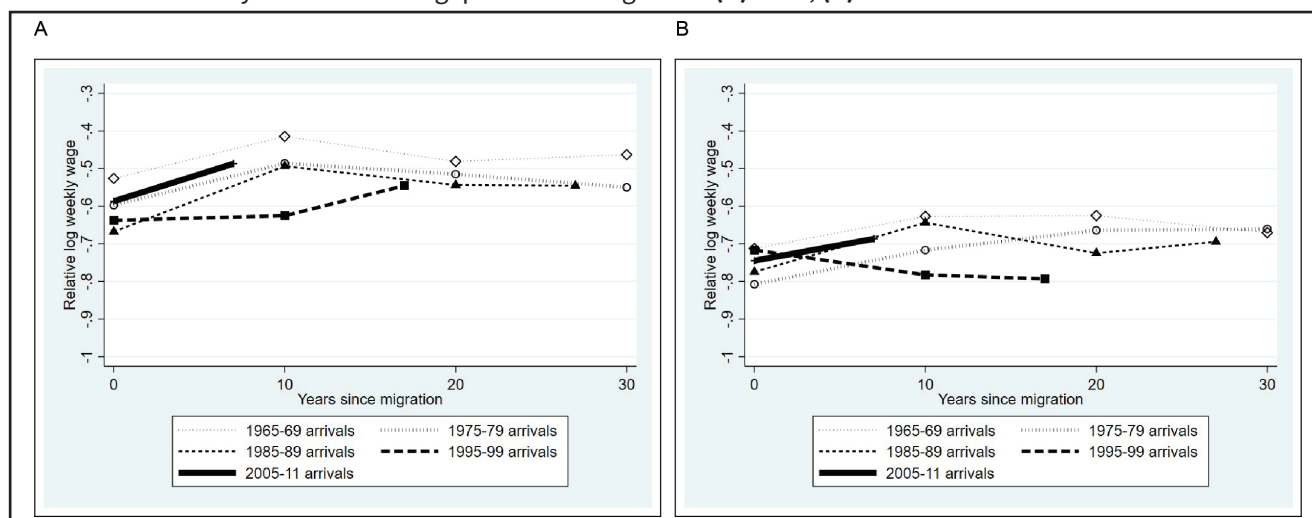 A
Relative log weekly wage
-.3
-.4
-.5
-.6
-.7
-.8
-.9
-1
0 10 20 30
Years since migration
1965-69 arrivals 1975-79 arrivals
1985-89 arrivals 1995-99 arrivals
2005-11 arrivals
B
Relative log weekly wage
-.3
-.4
-.5
-.6
-.7
-.8
-.9
-1
0 10 20 30
Years since migration
1965-69 arrivals 1975-79 arrivals
1985-89 arrivals 1995-99 arrivals
2005-11 arrivals